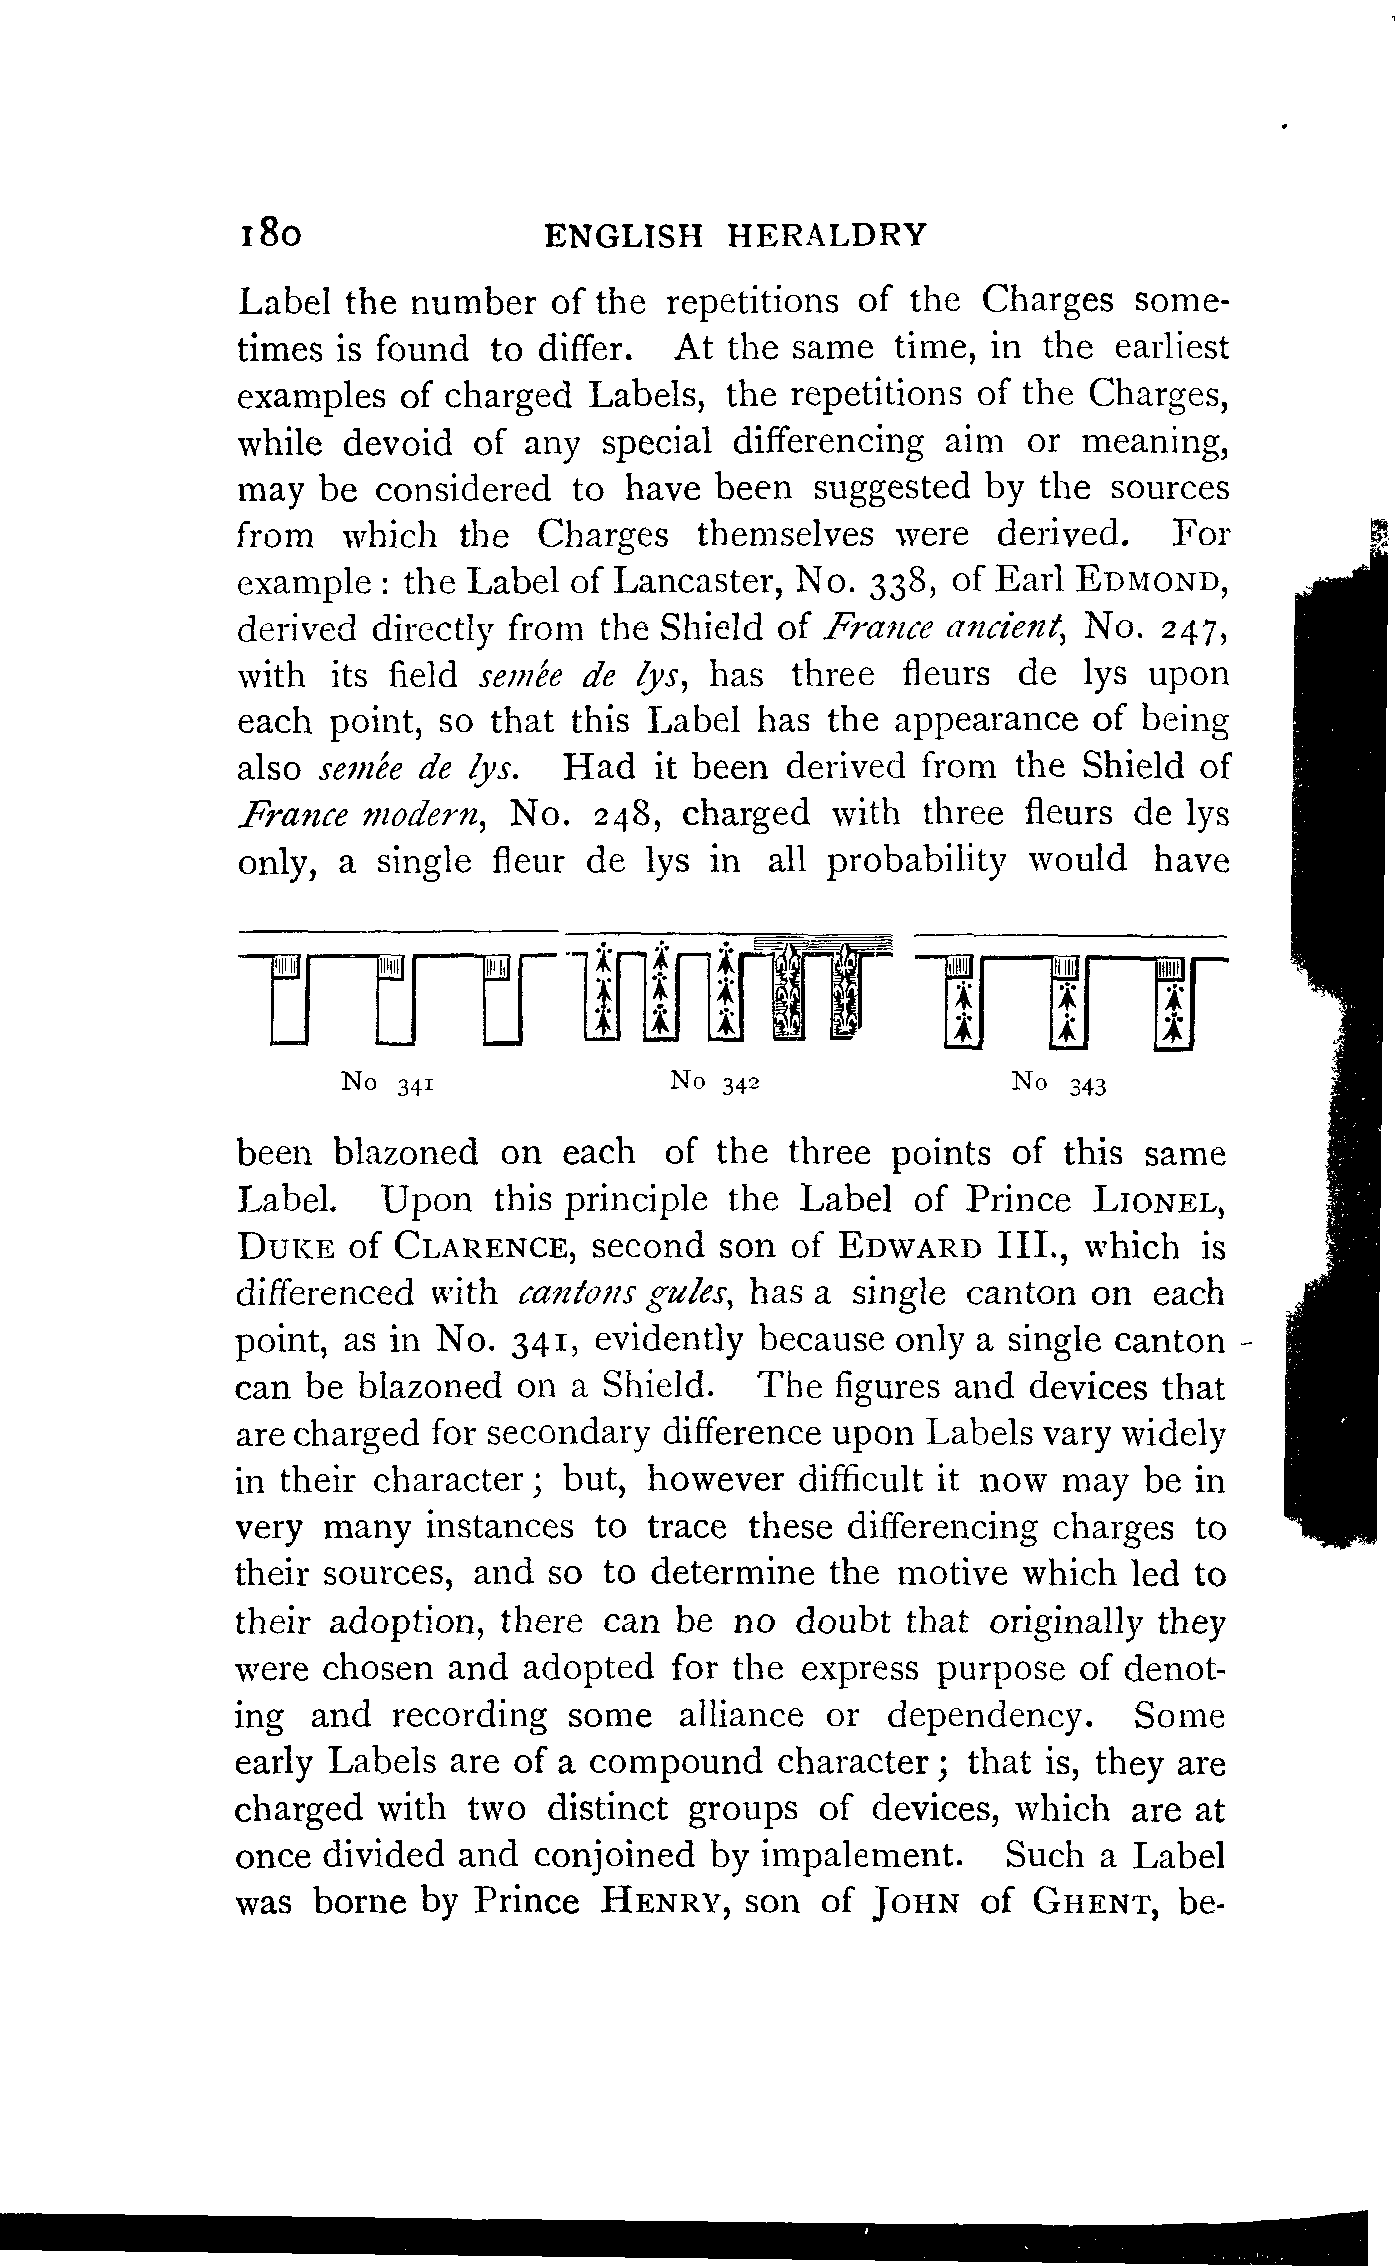 180 ENGLISH HERALDRY
Label the number of the repetitions of the Charges some-
times is found to differ. At the same time, in the earliest
examples of charged Labels, the repetitions of the Charges,
while devoid of any special differencing aim or meaning,
may be considered to have been suggested by the sources
from which the Charges themselves were derived. For
example : the Label of Lancaster, No. 338, of Earl EDMOND,
derived directly from the Shield of France ancient, No. 247,
with its field semée de lys, has three fleurs de lys upon
each point, so that this Label has the appearance of being
also semée de lys. Had it been derived from the Shield of
France modern, No. 248, charged with three fleurs de lys
only, a single fleur de lys in all probability would have
No 341 No 342 No 343
been blazoned on each of the three points of this same
Label. Upon this principle the Label of Prince LIONEL,
DUKE of CLARENCE, second son of EDWARD III., which is
differenced with cantons gules, has a single canton on each
point, as in No. 341, evidently because only a single canton
can be blazoned on a Shield. The figures and devices that
are charged for secondary difference upon Labels vary widely
in their character ; but, however difficult it now may be in
very many instances to trace these differencing charges to
their sources, and so to determine the motive which led to
their adoption, there can be no doubt that originally they
were chosen and adopted for the express purpose of denot-
ing and recording some alliance or dependency. Some
early Labels are of a compound character ; that is, they are
charged with two distinct groups of devices, which are at
once divided and conjoined by impalement. Such a Label
was borne by Prince HENRY, son of JOHN of GHENT, be-